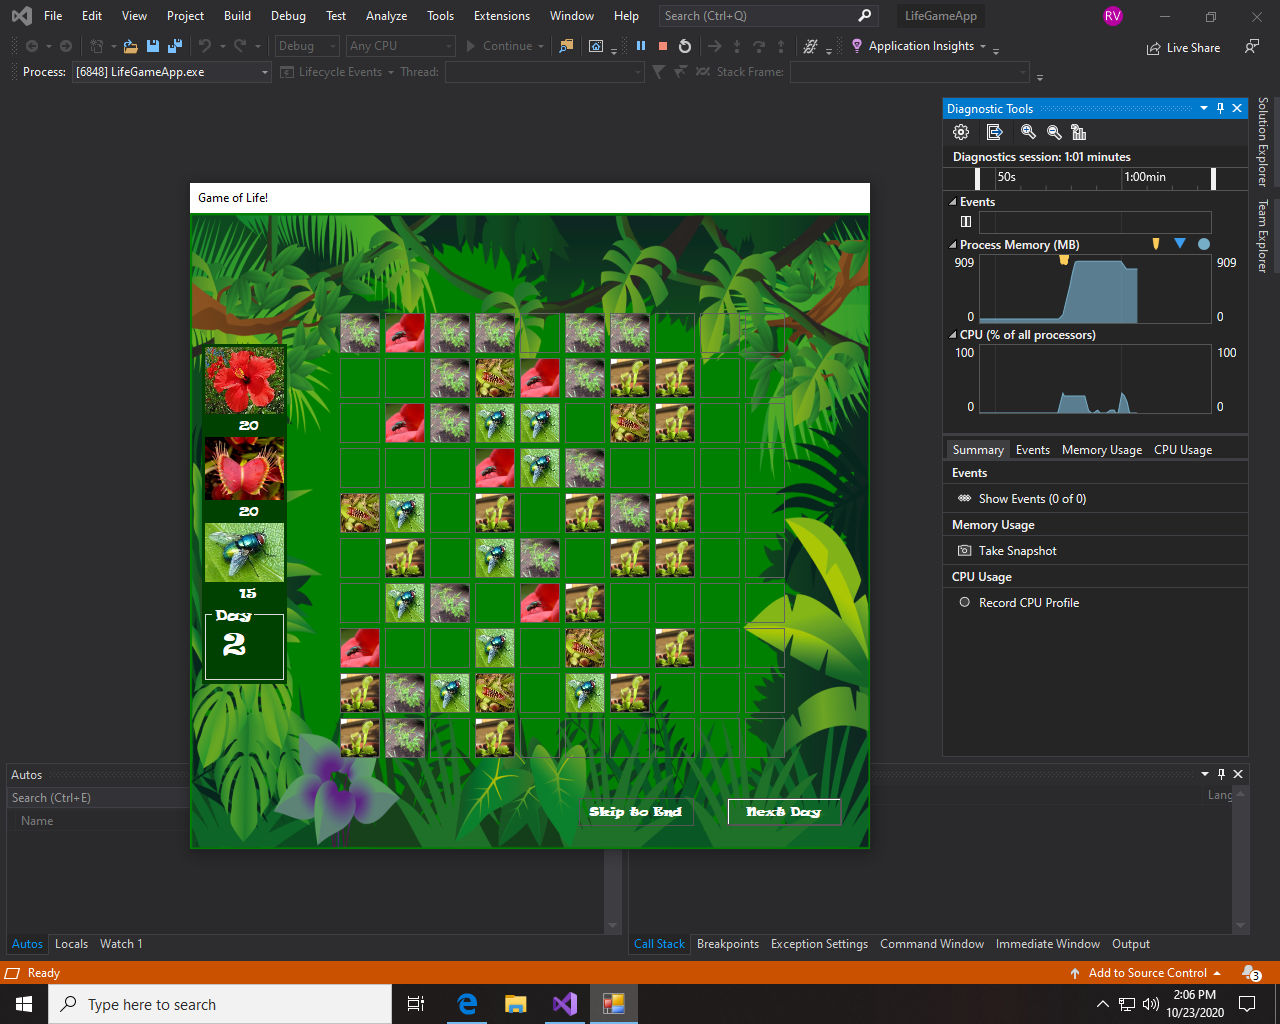 File Edit View Project Build Debug Test Analyze Tools Extensions Window Help Search (Ctrl+Q) LifeGameApp RV
Debug Any CPU Continue Application Insights Live Share
Process: [6848] LifeGameApp.exe Lifecycle Events Thread: Stack Frame:
Diagnostic Tools
Diagnostics session: 1:01 minutes
50s 1:00min
Events
Process Memory (MB)
909 909
0 0
CPU (% of all processors)
100 100
0 0
Summary Events Memory Usage CPU Usage
Events
Show Events (0 of 0)
Memory Usage
Take Snapshot
CPU Usage
Record CPU Profile
Solution Explorer
Team Explorer
Game of Life!
20
20
15
Day
2
Skip to End Next Day
Autos
Search (Ctrl+E)
Name
Lang
Autos Locals Watch 1
Call Stack Breakpoints Exception Settings Command Window Immediate Window Output
Ready Add to Source Control 3
Type here to search
2:06 PM
10/23/2020